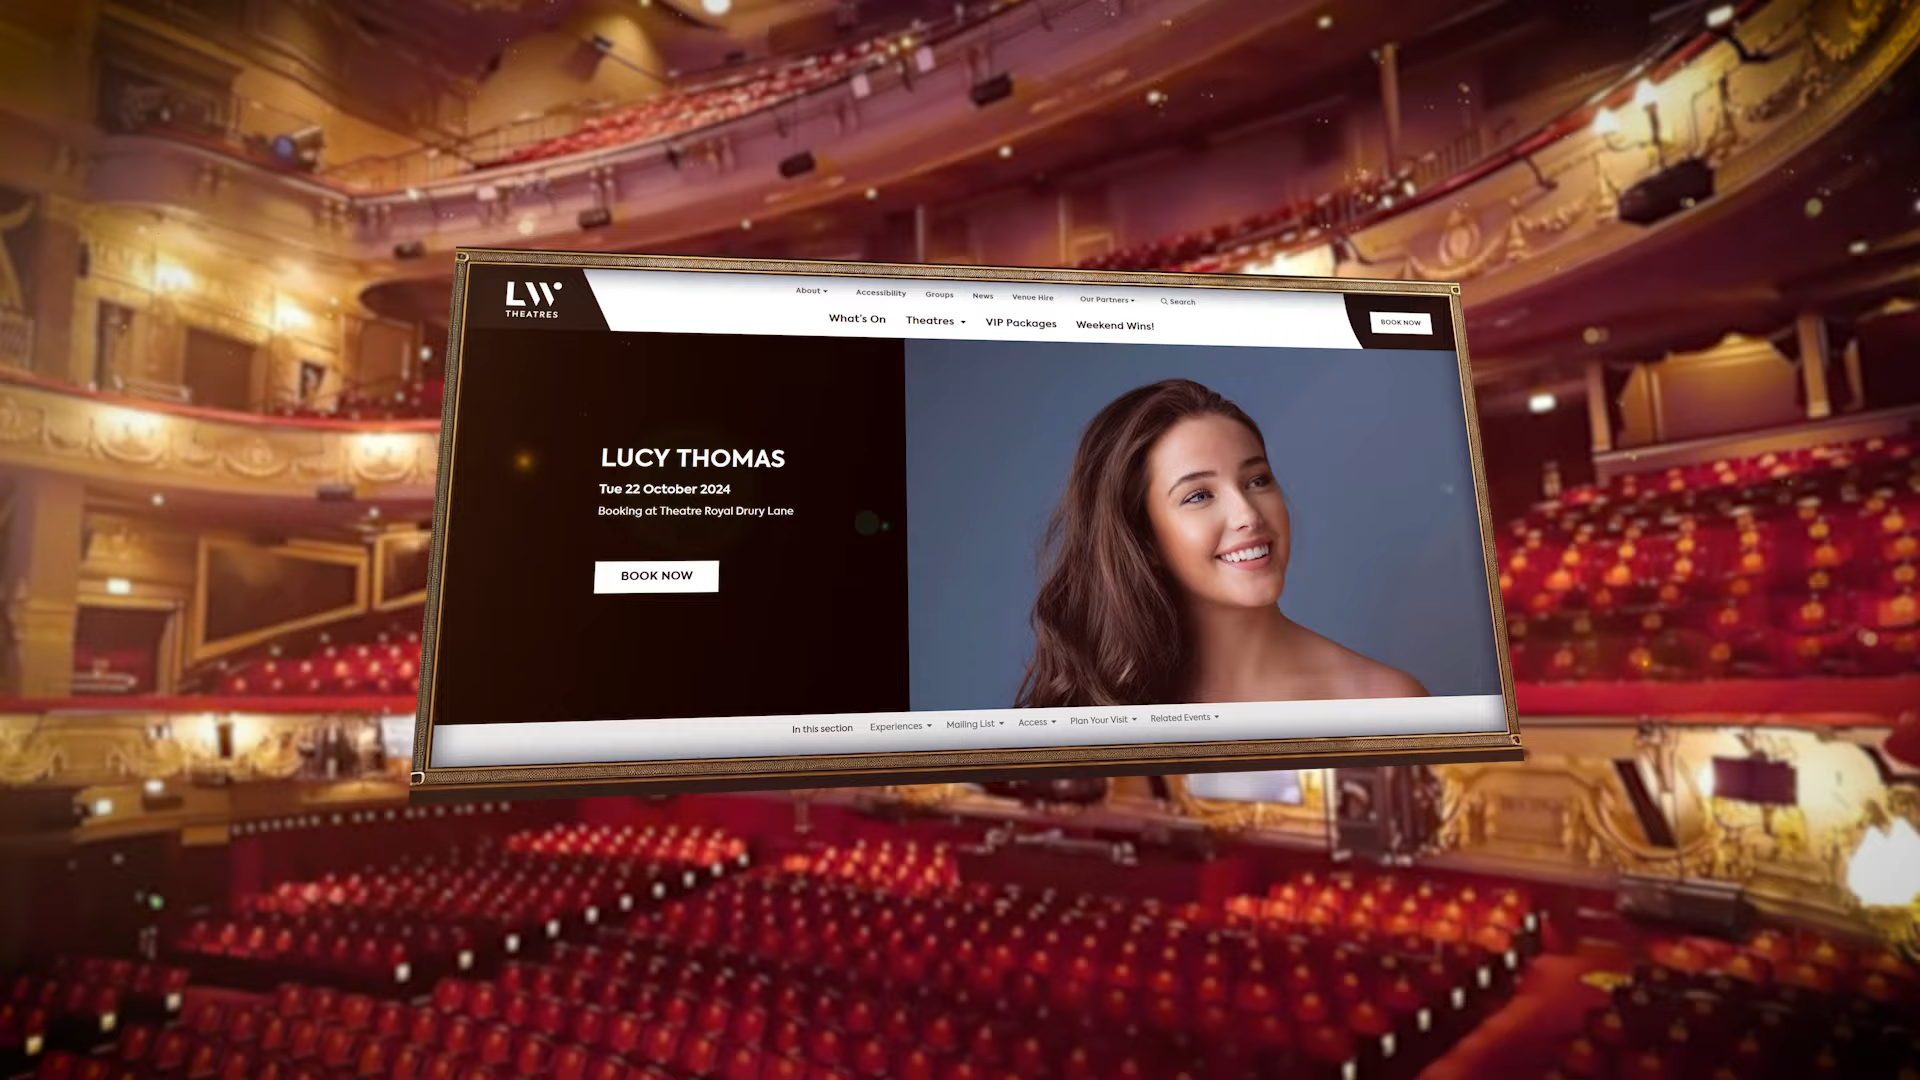 LW
THEATRES
About Accessibility Groups News Venue Hire Our Partners Search
What's On Theatres VIP Packages Weekend Wins!
BOOK NOW
LUCY THOMAS
Tue 22 October 2024
Booking at Theatre Royal Drury Lane
BOOK NOW
In this section Experiences Mailing List Access Plan Your Visit Related Events